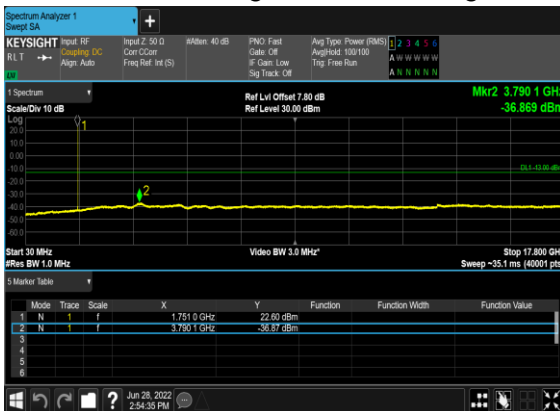 Spectrum Analyzer 1
Swept SA
+
KEYSIGHT Input: RF Input Z: 50 Ω #Atten: 40 dB PNO: Fast Avg Type: Power (RMS) 1 2 3 4 5 6
RLT Coupling: DC Corr CCorr Gate: Off Avg|Hold: 100/100 A W W W W W
Align: Auto Freq Ref: Int (S) IF Gain: Low Trig: Free Run
LV Sig Track: Off A N N N N N
1 Spectrum Ref Lvl Offset 7.80 dB Mkr2 3.790 1 GHz
Scale/Div 10 dB Ref Level 30.00 dBm -36.869 dBm
Log
1
20.0
10.0
0.00
-10.0
DL1 -13.00 dBm
-20.0
-30.0
2
-40.0
-50.0
-60.0
Start 30 MHz Video BW 3.0 MHz* Stop 17.800 GH
#Res BW 1.0 MHz Sweep ~35.1 ms (40001 pts
5 Marker Table
Mode Trace Scale X Y Function Function Width Function Value
1 N 1 f 1.751 0 GHz 22.60 dBm
2 N 1 f 3.790 1 GHz -36.87 dBm
3
4
5
6
? Jun 28, 2022
2:54:35 PM